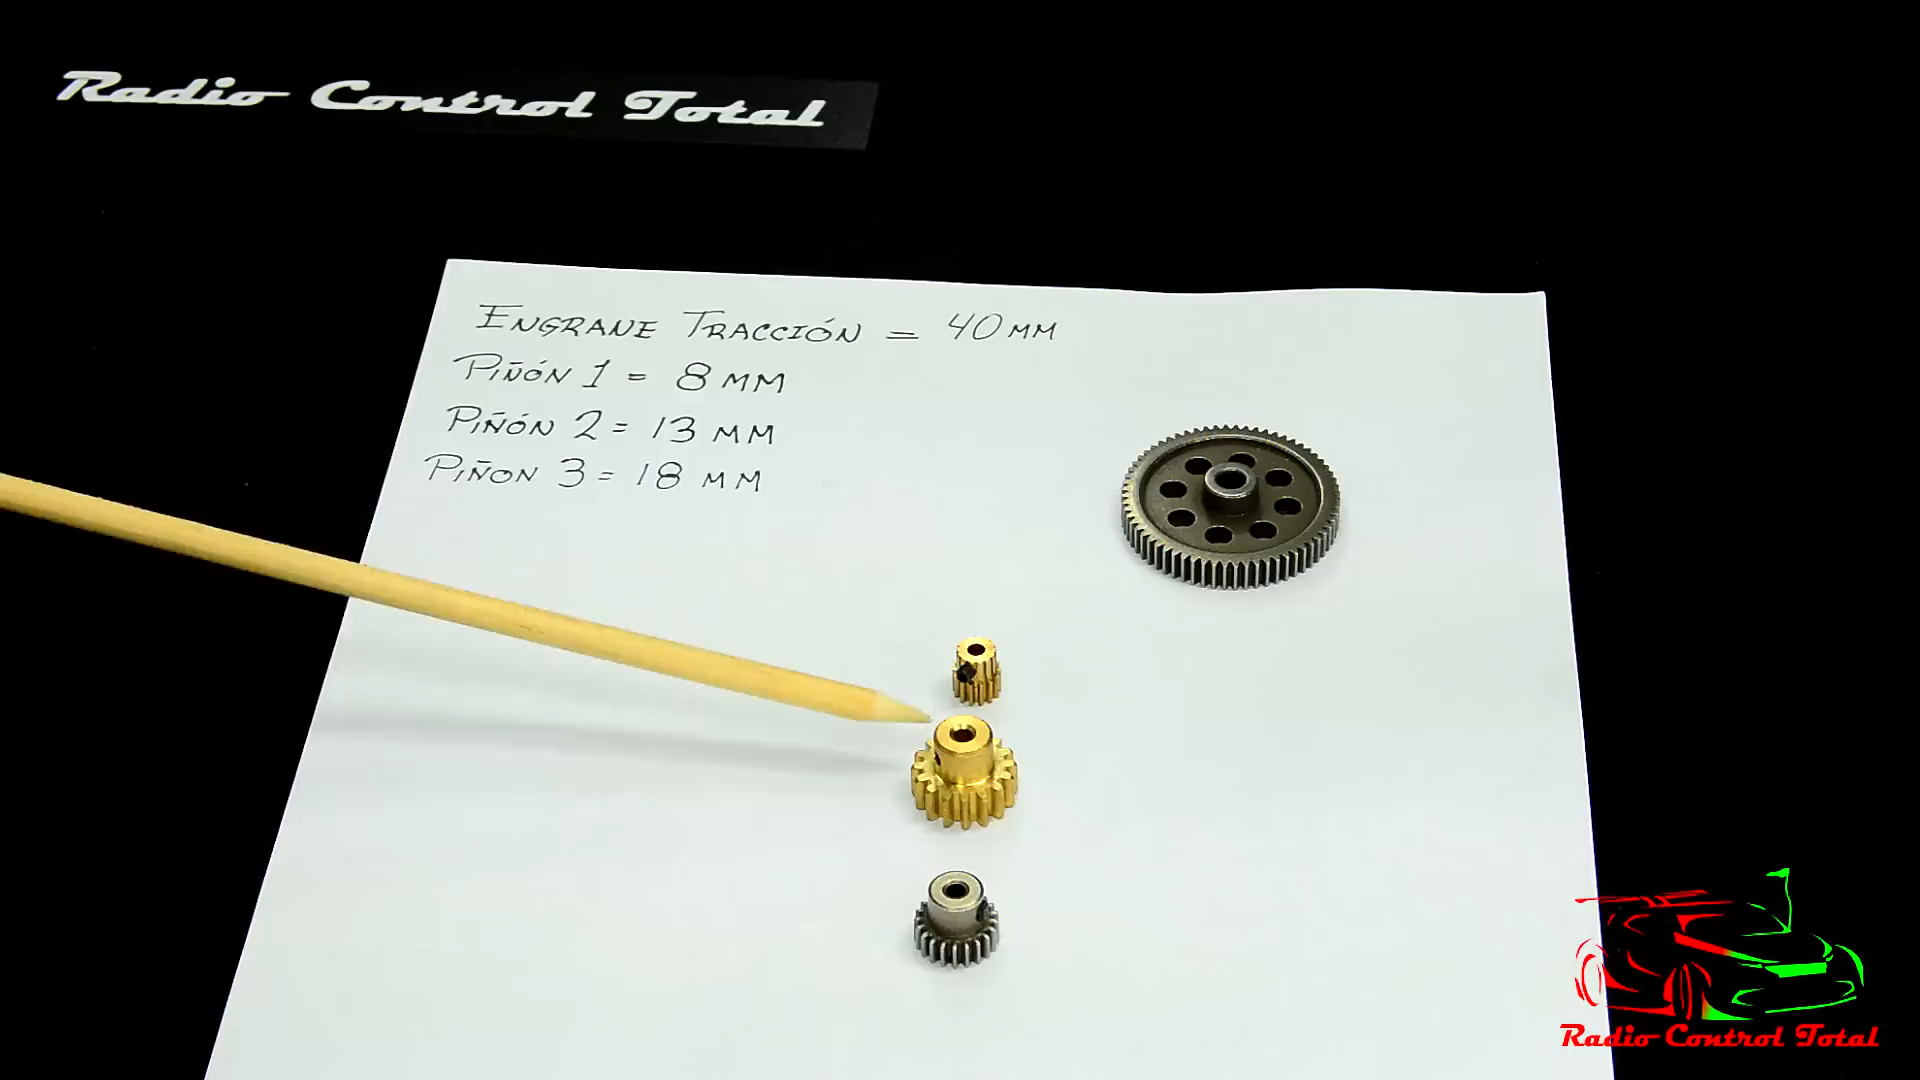 Radio Control Total
ENGRANE TRACCIÓN = 40 MM
PIÑÓN 1 = 8 MM
PIÑÓN 2 = 13 MM
PIÑON 3 = 18 MM
Radio Control Total